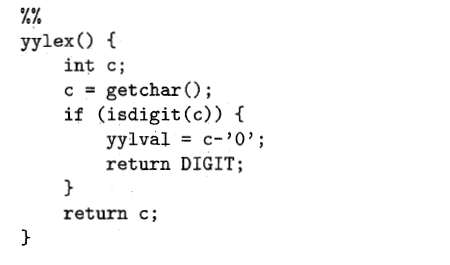 %%
yylex() {
    int c;
    c = getchar();
    if (isdigit(c)) {
        yylval = c-'0';
        return DIGIT;
    }
    return c;
}